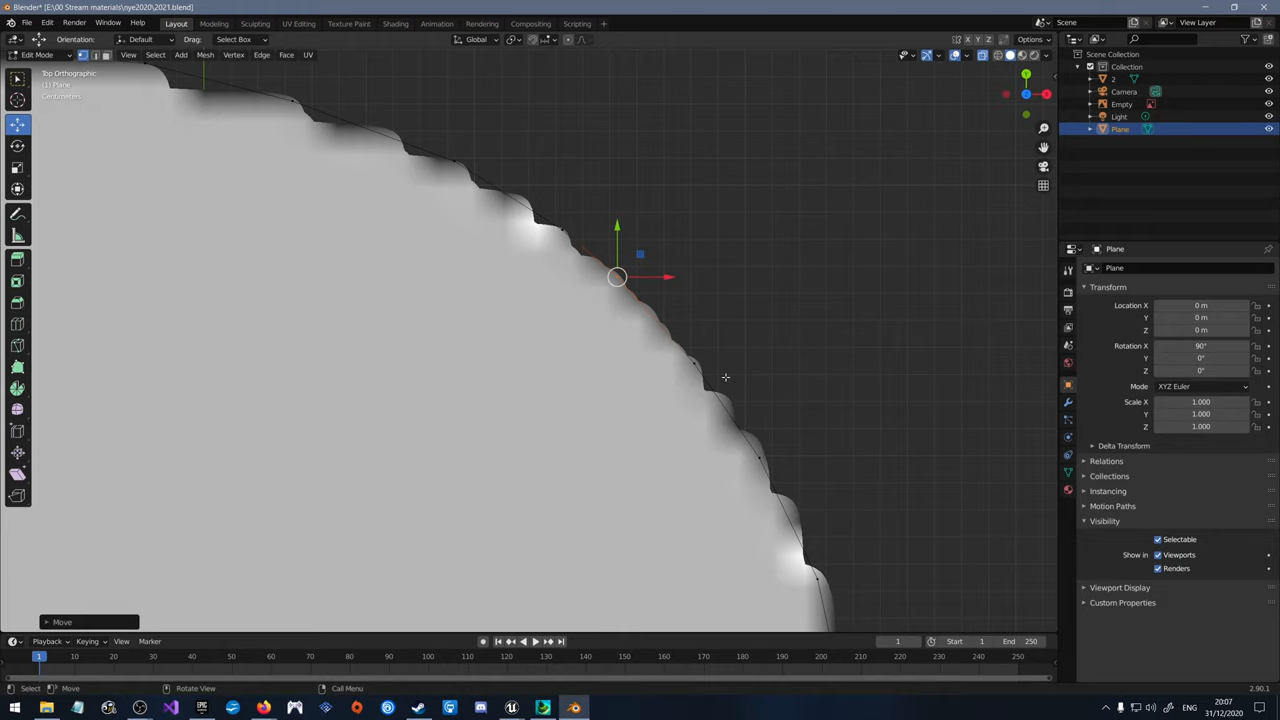 Blender* [E:\00 Stream materials\nye2020\2021.blend]
File Edit Render Window Help Layout Modeling Sculpting UV Editing Texture Paint Shading Animation Rendering Compositing Scripting Scene View Layer
Orientation: Default Drag: Select Box Global X Y Z Options
Edit Mode View Select Add Mesh Vertex Edge Face UV
Top Orthographic
(1) Plane
Centimeters
Y
X
Z
Scene Collection
Collection
2
Camera
Empty
Light
Plane
Plane
Plane
Transform
Location X 0 m
Y 0 m
Z 0 m
Rotation X 90°
Y 0°
Z 0°
Mode XYZ Euler
Scale X 1.000
Y 1.000
Z 1.000
Delta Transform
Relations
Collections
Instancing
Motion Paths
Visibility
Selectable
Show in Viewports
Renders
Viewport Display
Custom Properties
Move
Playback Keying View Marker 1 Start 1 End 250
1 10 20 30 40 50 60 70 80 90 100 110 120 130 140 150 160 170 180 190 200 210 220 230 240 250
Select Move Rotate View Call Menu 2.90.1
ENG 20:07
31/12/2020